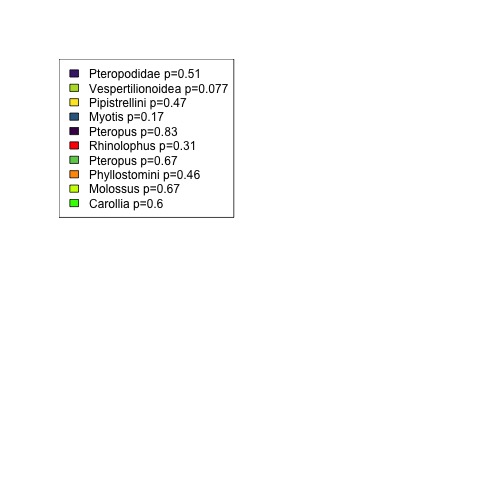 Pteropodidae p=0.51
Vespertilionoidea p=0.077
Pipistrellini p=0.47
Myotis p=0.17
Pteropus p=0.83
Rhinolophus p=0.31
Pteropus p=0.67
Phyllostomini p=0.46
Molossus p=0.67
Carollia p=0.6